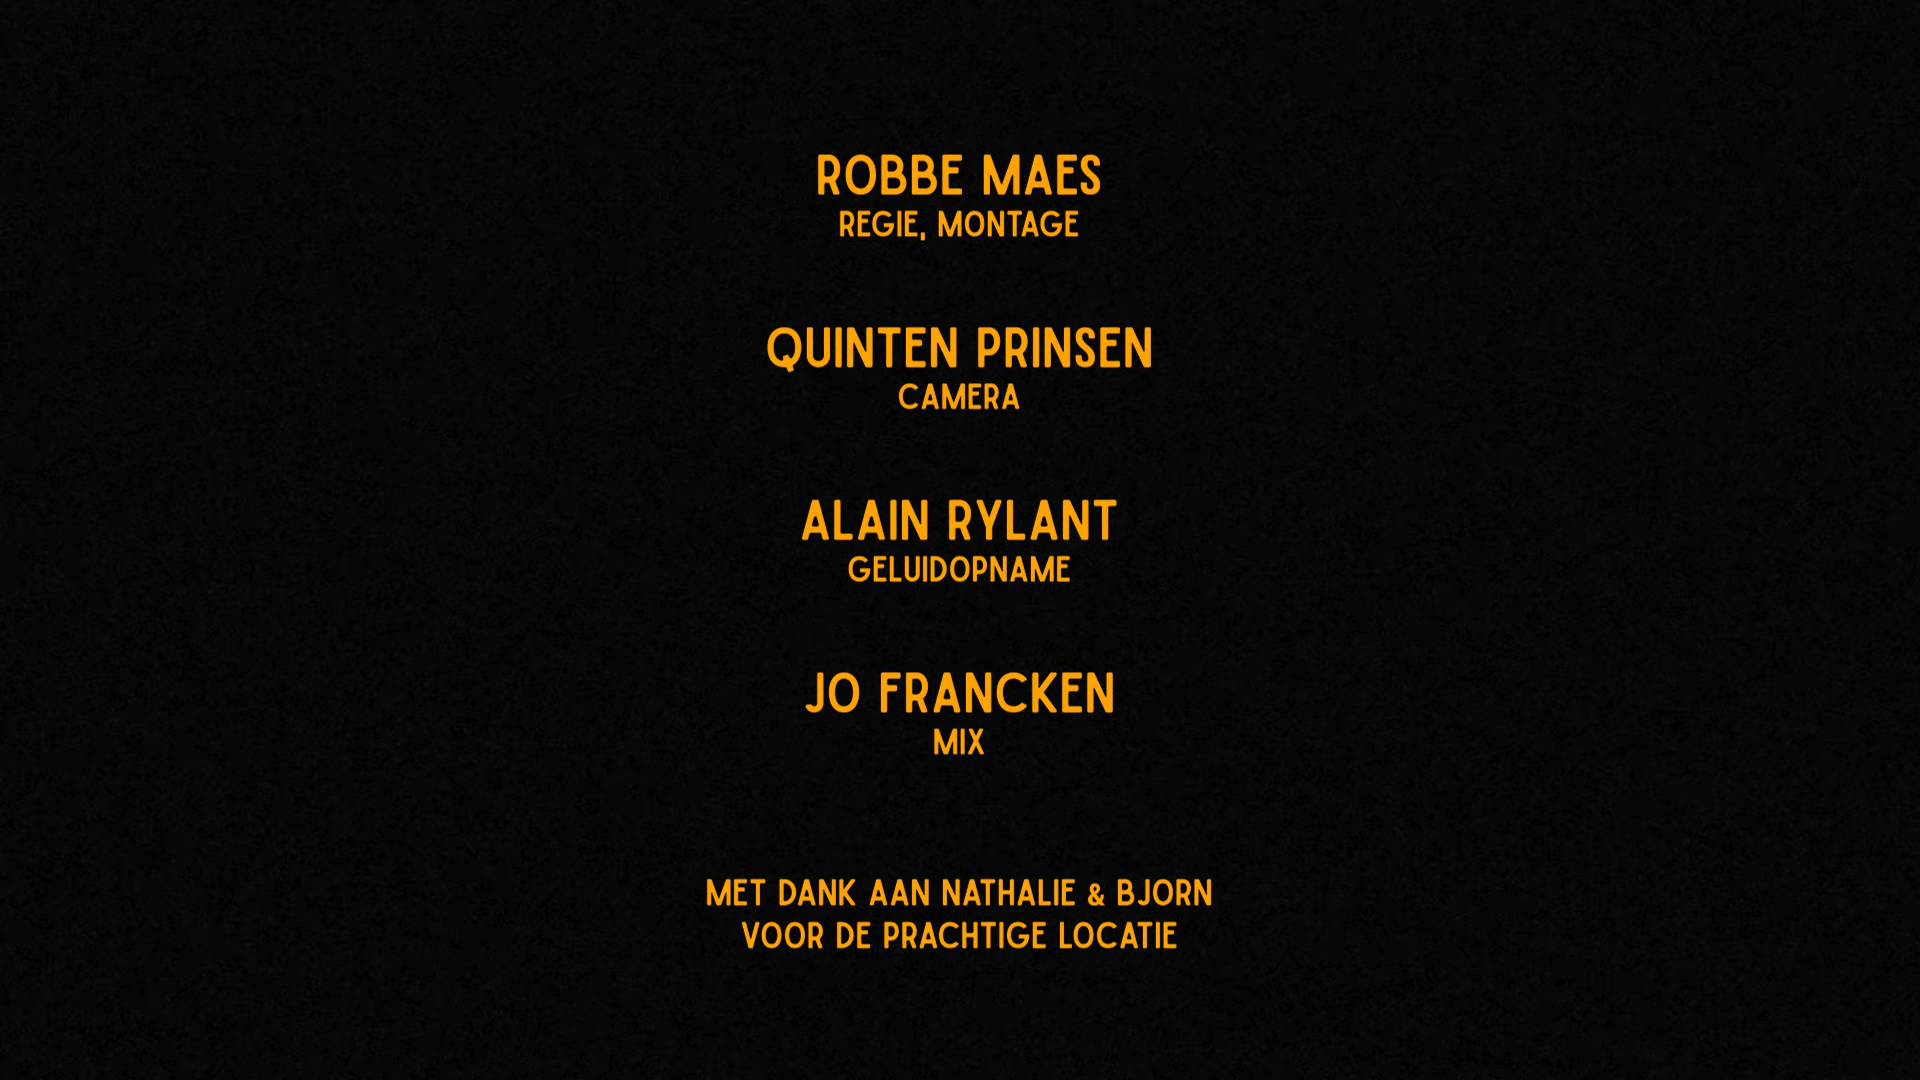 ROBBE MAES
REGIE, MONTAGE
QUINTEN PRINSEN
CAMERA
ALAIN RYLANT
GELUIDOPNAME
JO FRANCKEN
MIX
MET DANK AAN NATHALIE & BJORN
VOOR DE PRACHTIGE LOCATIE